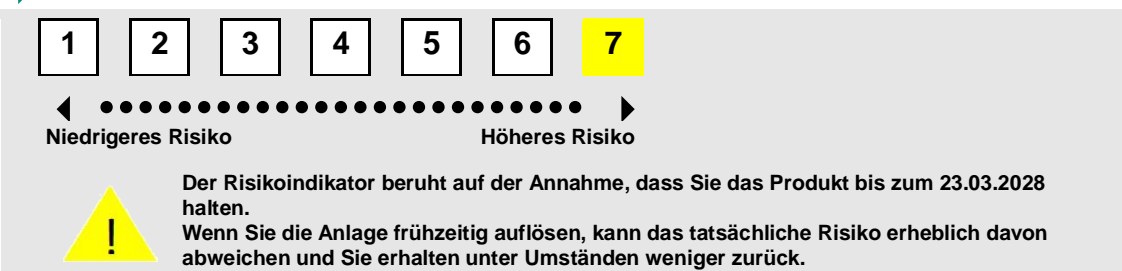 1 2 3 4 5 6 7
Niedrigeres Risiko Höheres Risiko
Der Risikoindikator beruht auf der Annahme, dass Sie das Produkt bis zum 23.03.2028
halten.
!
Wenn Sie die Anlage frühzeitig auflösen, kann das tatsächliche Risiko erheblich davon
abweichen und Sie erhalten unter Umständen weniger zurück.